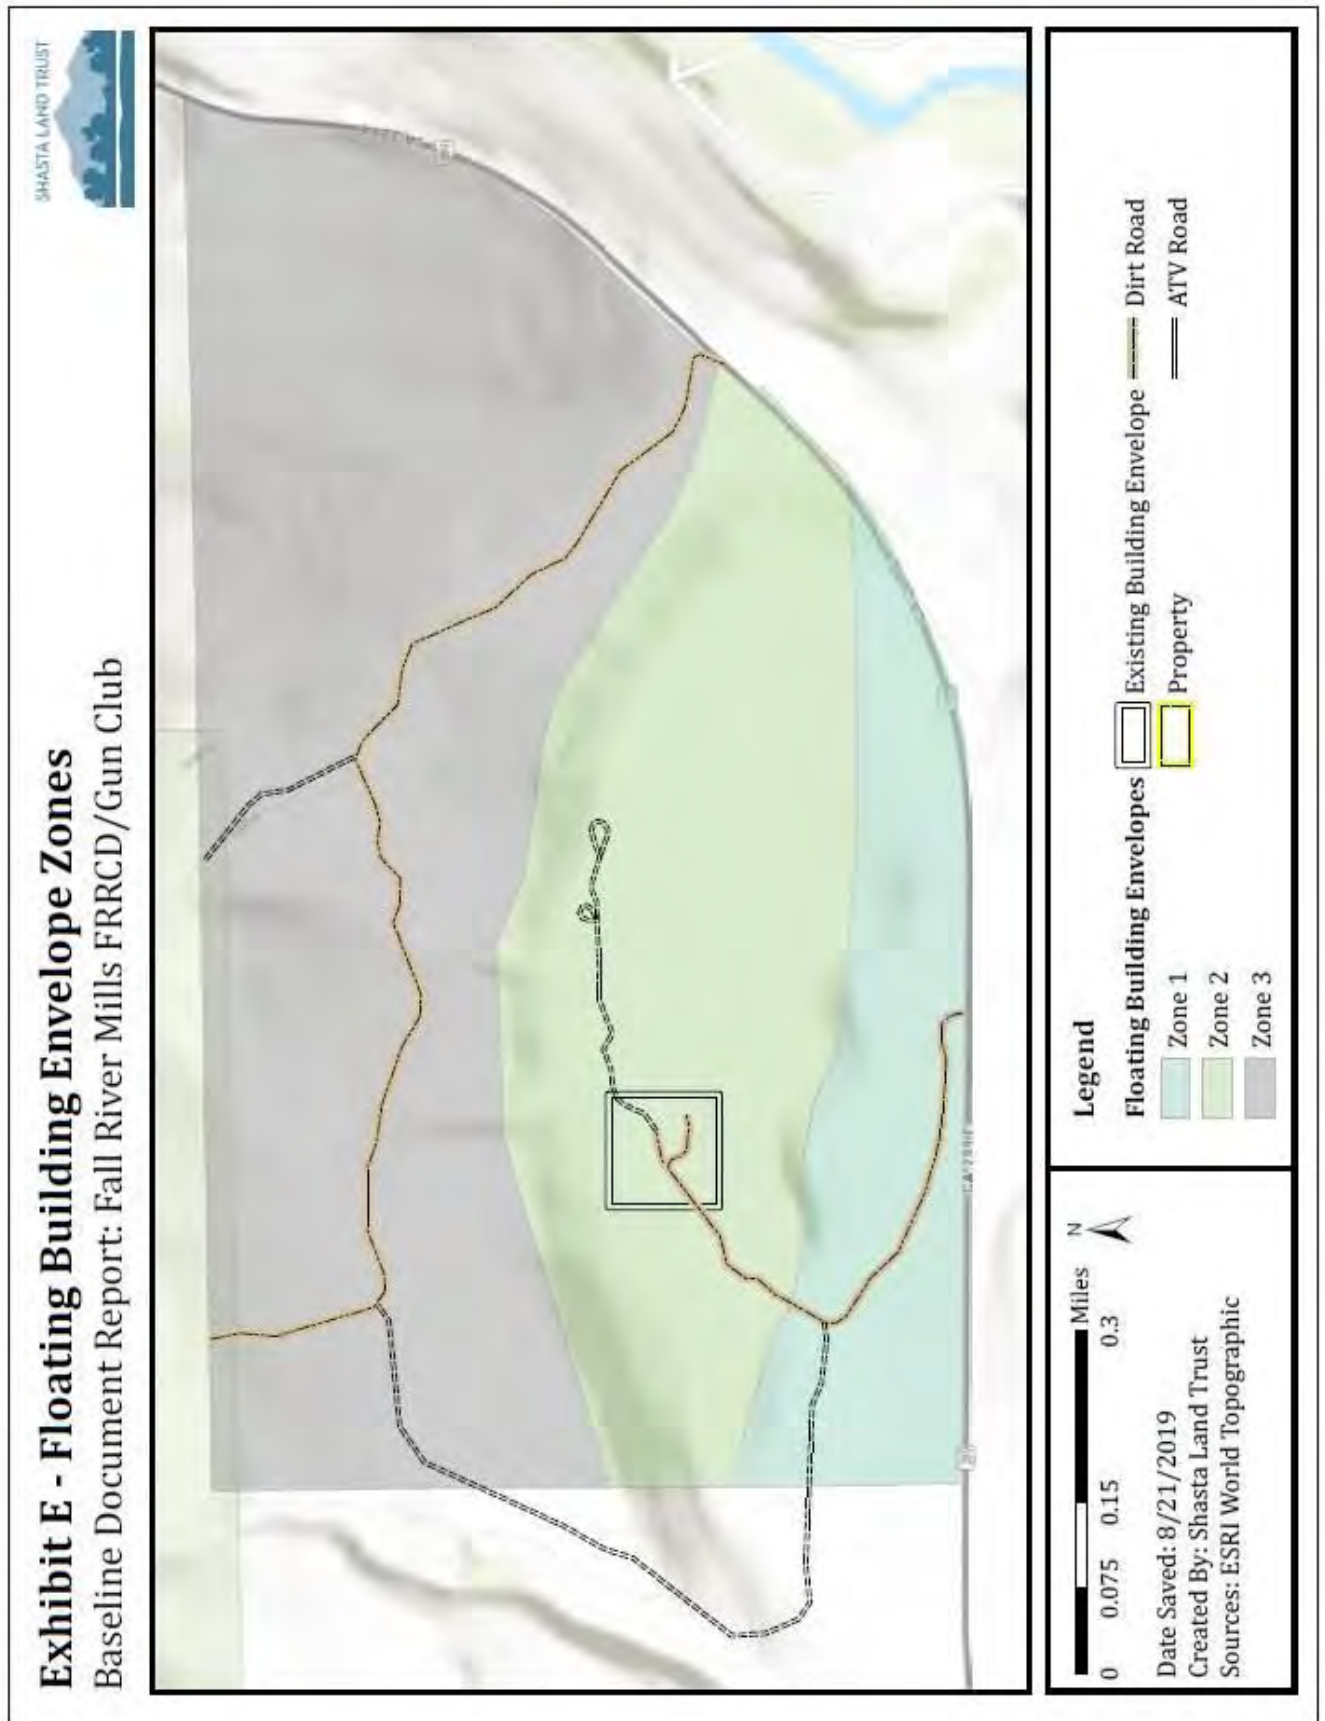 SHASTA LAND TRUST
Exhibit E - Floating Building Envelope Zones
Baseline Document Report: Fall River Mills FRRCD/Gun Club
0 0.075 0.15 0.3 Miles
N
Date Saved: 8/21/2019
Created By: Shasta Land Trust
Sources: ESRI World Topographic
Legend
Floating Building Envelopes
Zone 1
Zone 2
Zone 3
Existing Building Envelope
Property
Dirt Road
ATV Road